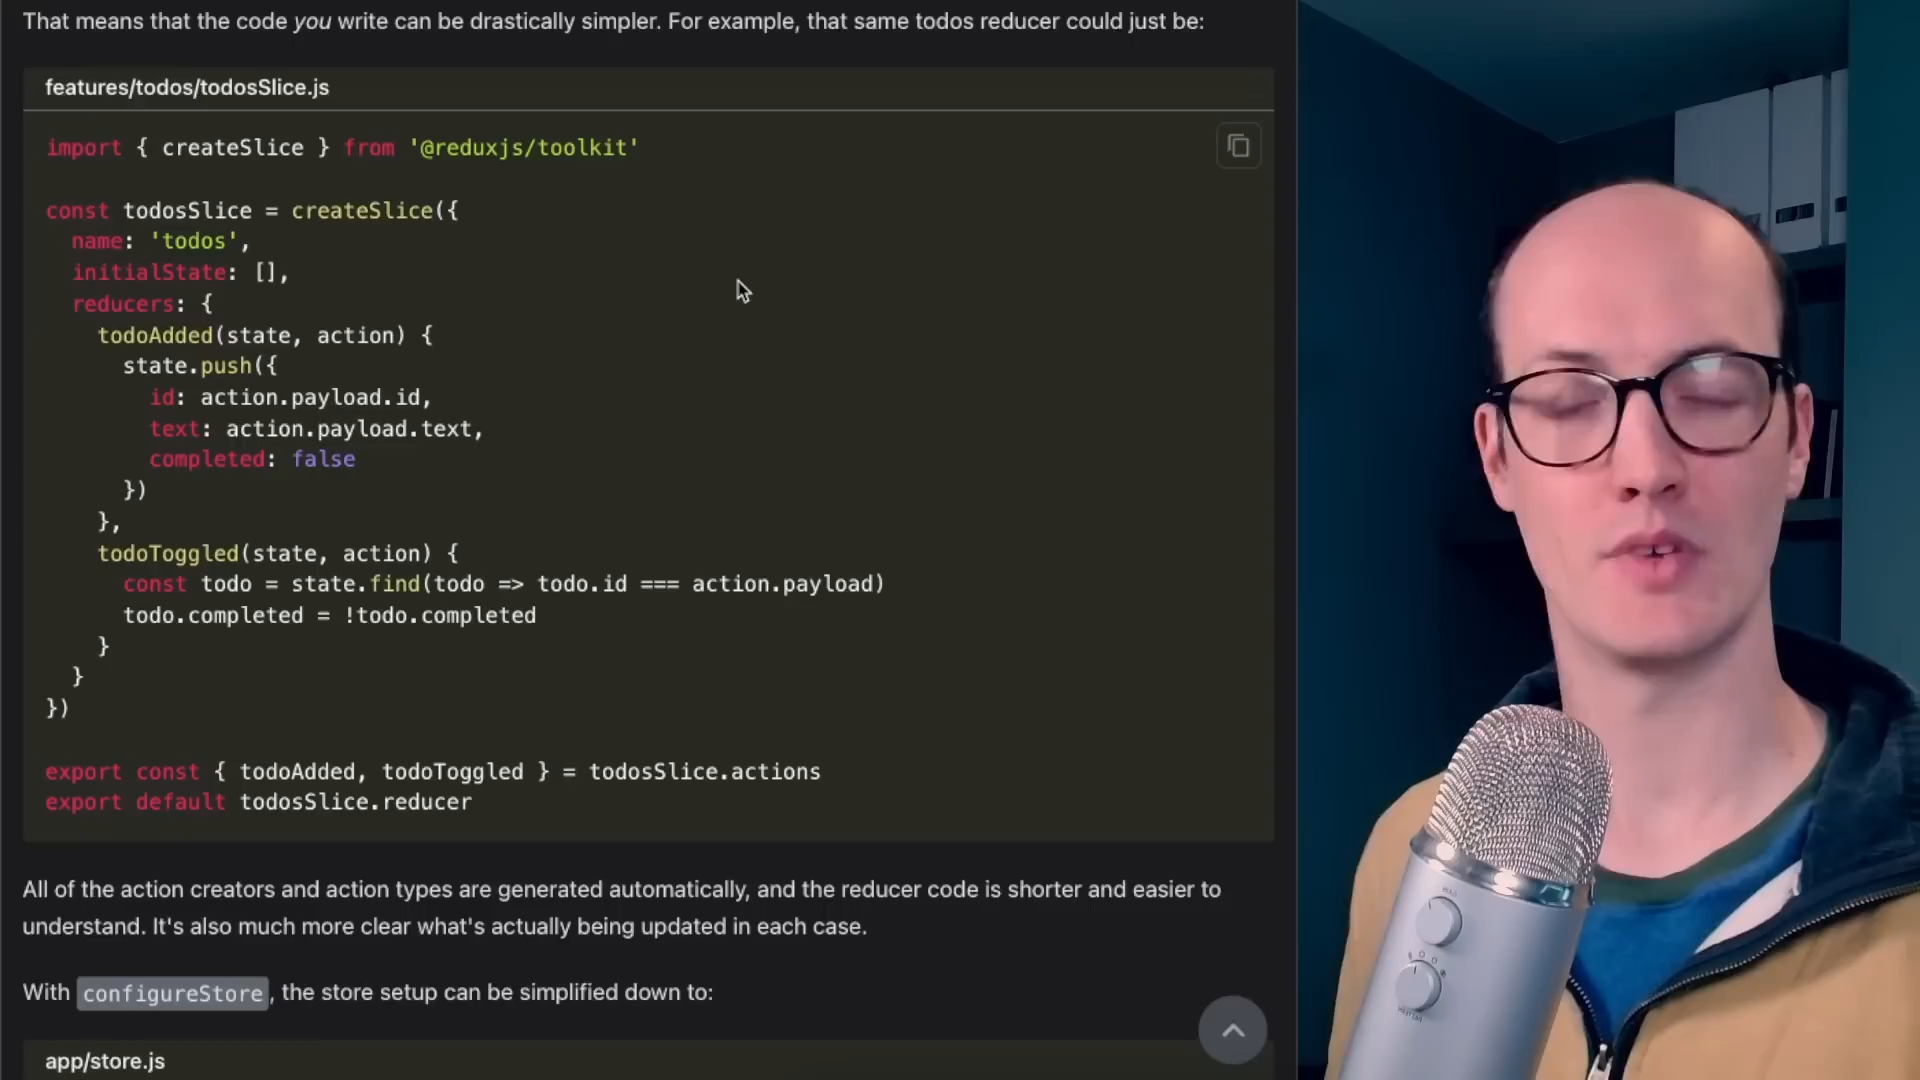 That means that the code you write can be drastically simpler. For example, that same todos reducer could just be:
features/todos/todosSlice.js
import { createSlice } from '@reduxjs/toolkit'
const todosSlice = createSlice({
name: 'todos',
initialState: [],
reducers: {
todoAdded(state, action) {
state.push({
id: action.payload.id,
text: action.payload.text,
completed: false
})
},
todoToggled(state, action) {
const todo = state.find(todo => todo.id === action.payload)
todo.completed = !todo.completed
}
}
})
export const { todoAdded, todoToggled } = todosSlice.actions
export default todosSlice.reducer
All of the action creators and action types are generated automatically, and the reducer code is shorter and easier to
understand. It's also much more clear what's actually being updated in each case.
With configureStore, the store setup can be simplified down to:
app/store.js